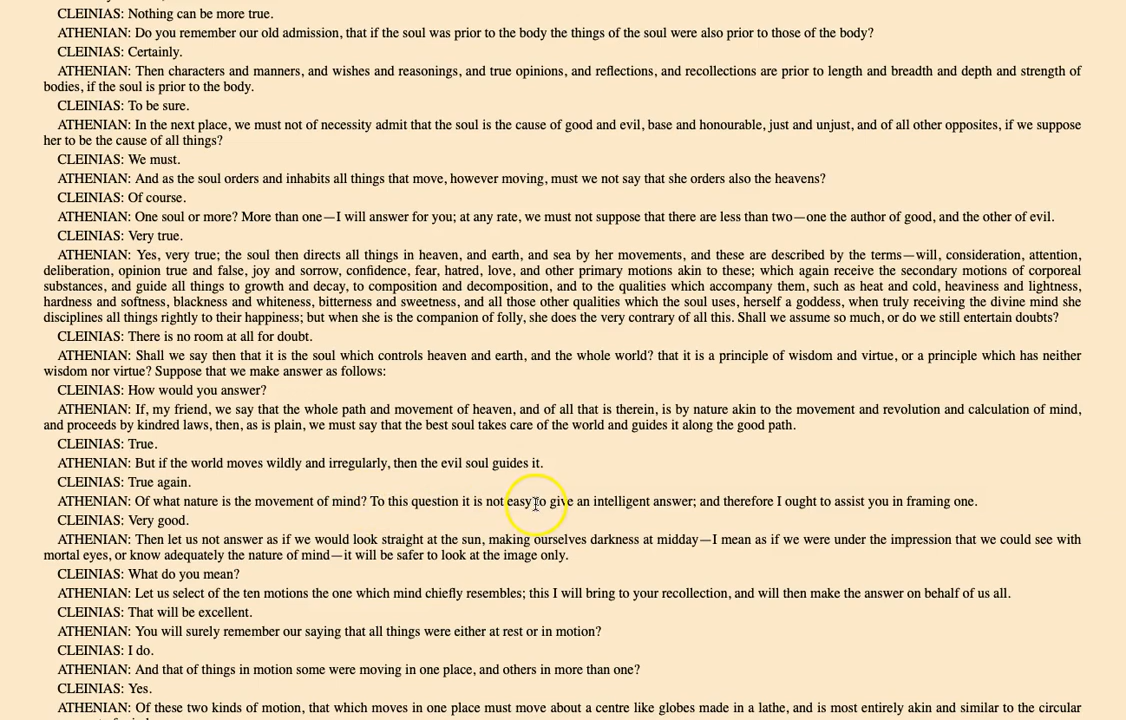 CLEINIAS: Nothing can be more true.
ATHENIAN: Do you remember our old admission, that if the soul was prior to the body the things of the soul were also prior to those of the body?
CLEINIAS: Certainly.
ATHENIAN: Then characters and manners, and wishes and reasonings, and true opinions, and reflections, and recollections are prior to length and breadth and depth and strength of
bodies, if the soul is prior to the body.
CLEINIAS: To be sure.
ATHENIAN: In the next place, we must not of necessity admit that the soul is the cause of good and evil, base and honourable, just and unjust, and of all other opposites, if we suppose
her to be the cause of all things?
CLEINIAS: We must.
ATHENIAN: And as the soul orders and inhabits all things that move, however moving, must we not say that she orders also the heavens?
CLEINIAS: Of course.
ATHENIAN: One soul or more? More than one—I will answer for you; at any rate, we must not suppose that there are less than two—one the author of good, and the other of evil.
CLEINIAS: Very true.
ATHENIAN: Yes, very true; the soul then directs all things in heaven, and earth, and sea by her movements, and these are described by the terms—will, consideration, attention,
deliberation, opinion true and false, joy and sorrow, confidence, fear, hatred, love, and other primary motions akin to these; which again receive the secondary motions of corporeal
substances, and guide all things to growth and decay, to composition and decomposition, and to the qualities which accompany them, such as heat and cold, heaviness and lightness,
hardness and softness, blackness and whiteness, bitterness and sweetness, and all those other qualities which the soul uses, herself a goddess, when truly receiving the divine mind she
disciplines all things rightly to their happiness; but when she is the companion of folly, she does the very contrary of all this. Shall we assume so much, or do we still entertain doubts?
CLEINIAS: There is no room at all for doubt.
ATHENIAN: Shall we say then that it is the soul which controls heaven and earth, and the whole world? that it is a principle of wisdom and virtue, or a principle which has neither
wisdom nor virtue? Suppose that we make answer as follows:
CLEINIAS: How would you answer?
ATHENIAN: If, my friend, we say that the whole path and movement of heaven, and of all that is therein, is by nature akin to the movement and revolution and calculation of mind,
and proceeds by kindred laws, then, as is plain, we must say that the best soul takes care of the world and guides it along the good path.
CLEINIAS: True.
ATHENIAN: But if the world moves wildly and irregularly, then the evil soul guides it.
CLEINIAS: True again.
ATHENIAN: Of what nature is the movement of mind? To this question it is not easy to give an intelligent answer; and therefore I ought to assist you in framing one.
CLEINIAS: Very good.
ATHENIAN: Then let us not answer as if we would look straight at the sun, making ourselves darkness at midday—I mean as if we were under the impression that we could see with
mortal eyes, or know adequately the nature of mind—it will be safer to look at the image only.
CLEINIAS: What do you mean?
ATHENIAN: Let us select of the ten motions the one which mind chiefly resembles; this I will bring to your recollection, and will then make the answer on behalf of us all.
CLEINIAS: That will be excellent.
ATHENIAN: You will surely remember our saying that all things were either at rest or in motion?
CLEINIAS: I do.
ATHENIAN: And that of things in motion some were moving in one place, and others in more than one?
CLEINIAS: Yes.
ATHENIAN: Of these two kinds of motion, that which moves in one place must move about a centre like globes made in a lathe, and is most entirely akin and similar to the circular